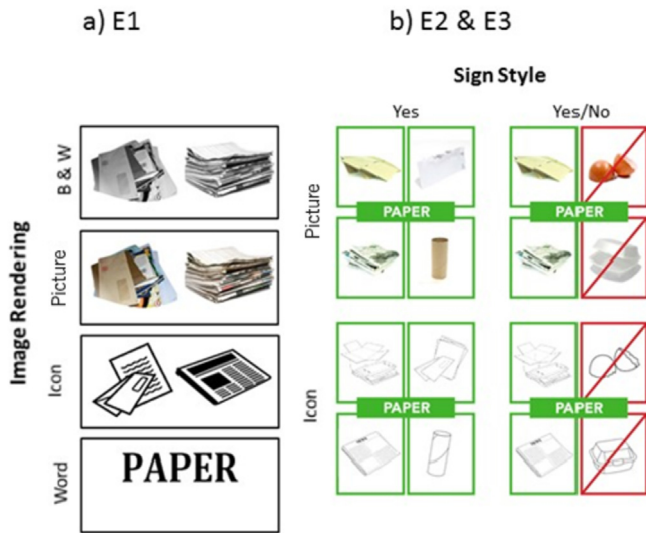 a) E1
b) E2 & E3
Sign Style
Yes
Yes/No
Image Rendering
B & W
Picture
Icon
Word
PAPER
Picture
PAPER
PAPER
Icon
PAPER
PAPER